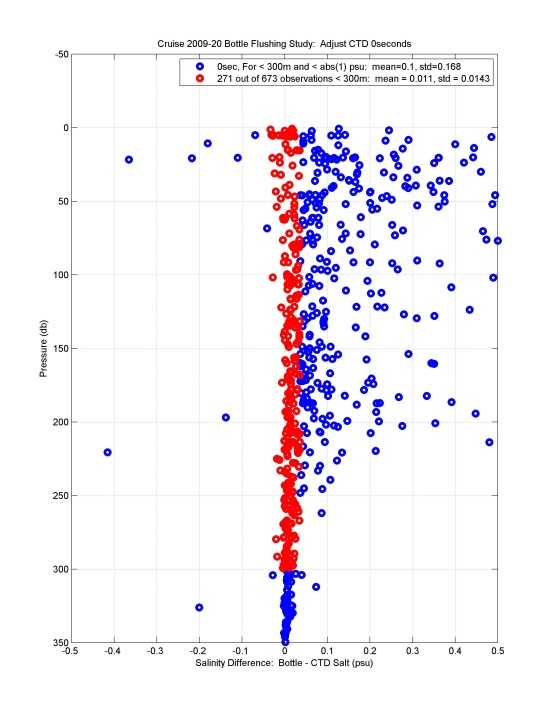 Cruise 2009-20 Bottle Flushing Study:  Adjust CTD 0seconds
0sec, For < 300m and < abs(1) psu:  mean=0.1, std=0.168
271 out of 673 observations < 300m:  mean = 0.011, std = 0.0143
Pressure (db)
-50
0
50
100
150
200
250
300
350
-0.5 -0.4 -0.3 -0.2 -0.1 0 0.1 0.2 0.3 0.4 0.5
Salinity Difference:  Bottle - CTD Salt (psu)